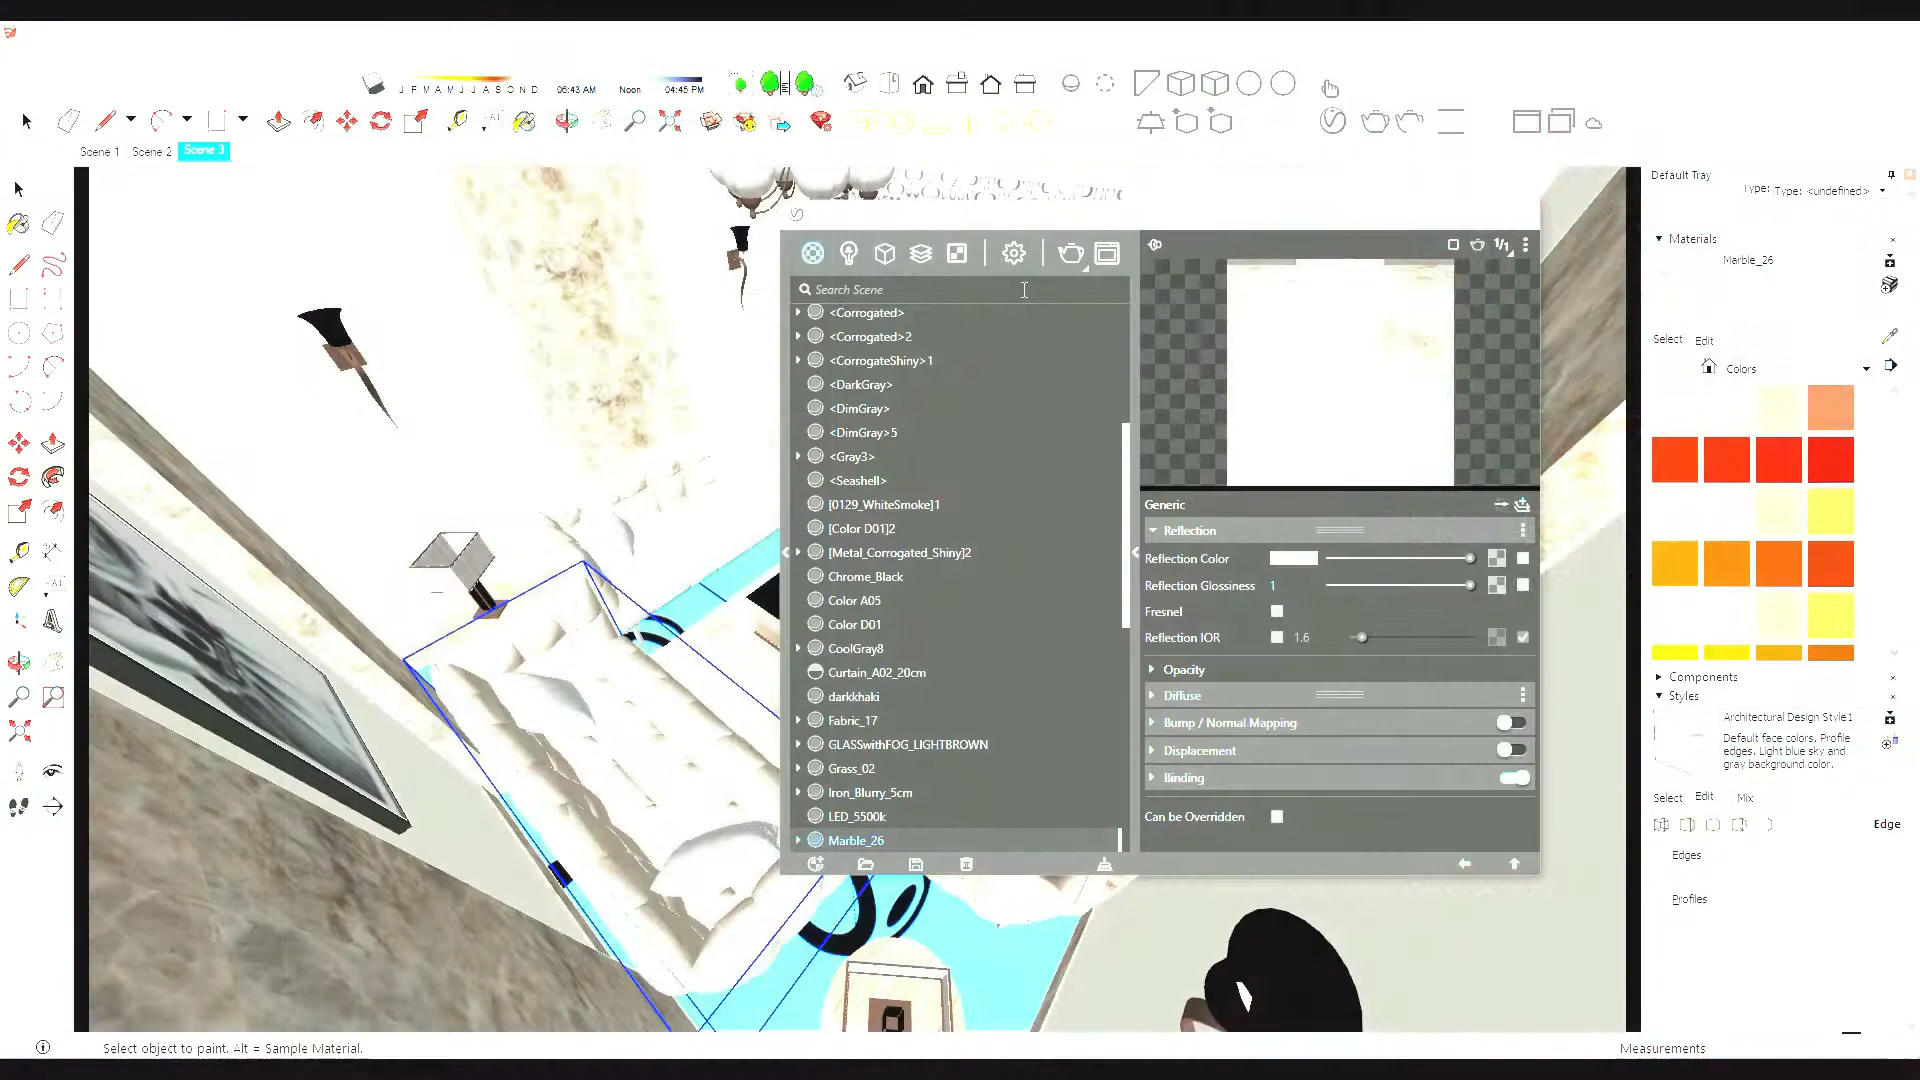 J F M A M J J A S O N D 06:43 AM Noon 04:45 PM
Scene 1 Scene 2 Scene 3
Default Tray
Type: Type: <undefined>
Materials
Marble_26
Select Edit
Colors
Components
Styles
Architectural Design Style1
Default face colors. Profile
edges. Light blue sky and
gray background color.
Select Edit Mix
Edge
Edges
Profiles
Search Scene
<Corrogated>
<Corrogated>2
<CorrogateShiny>1
<DarkGray>
<DimGray>
<DimGray>5
<Gray3>
<Seashell>
[0129_WhiteSmoke]1
[Color D01]2
[Metal_Corrogated_Shiny]2
Chrome_Black
Color A05
Color D01
CoolGray8
Curtain_A02_20cm
darkkhaki
Fabric_17
GLASSwithFOG_LIGHTBROWN
Grass_02
Iron_Blurry_5cm
LED_5500k
Marble_26
1/1
Generic
Reflection
Reflection Color
Reflection Glossiness 1
Fresnel
Reflection IOR 1.6
Opacity
Diffuse
Bump / Normal Mapping
Displacement
Binding
Can be Overridden
Select object to paint. Alt = Sample Material.
Measurements